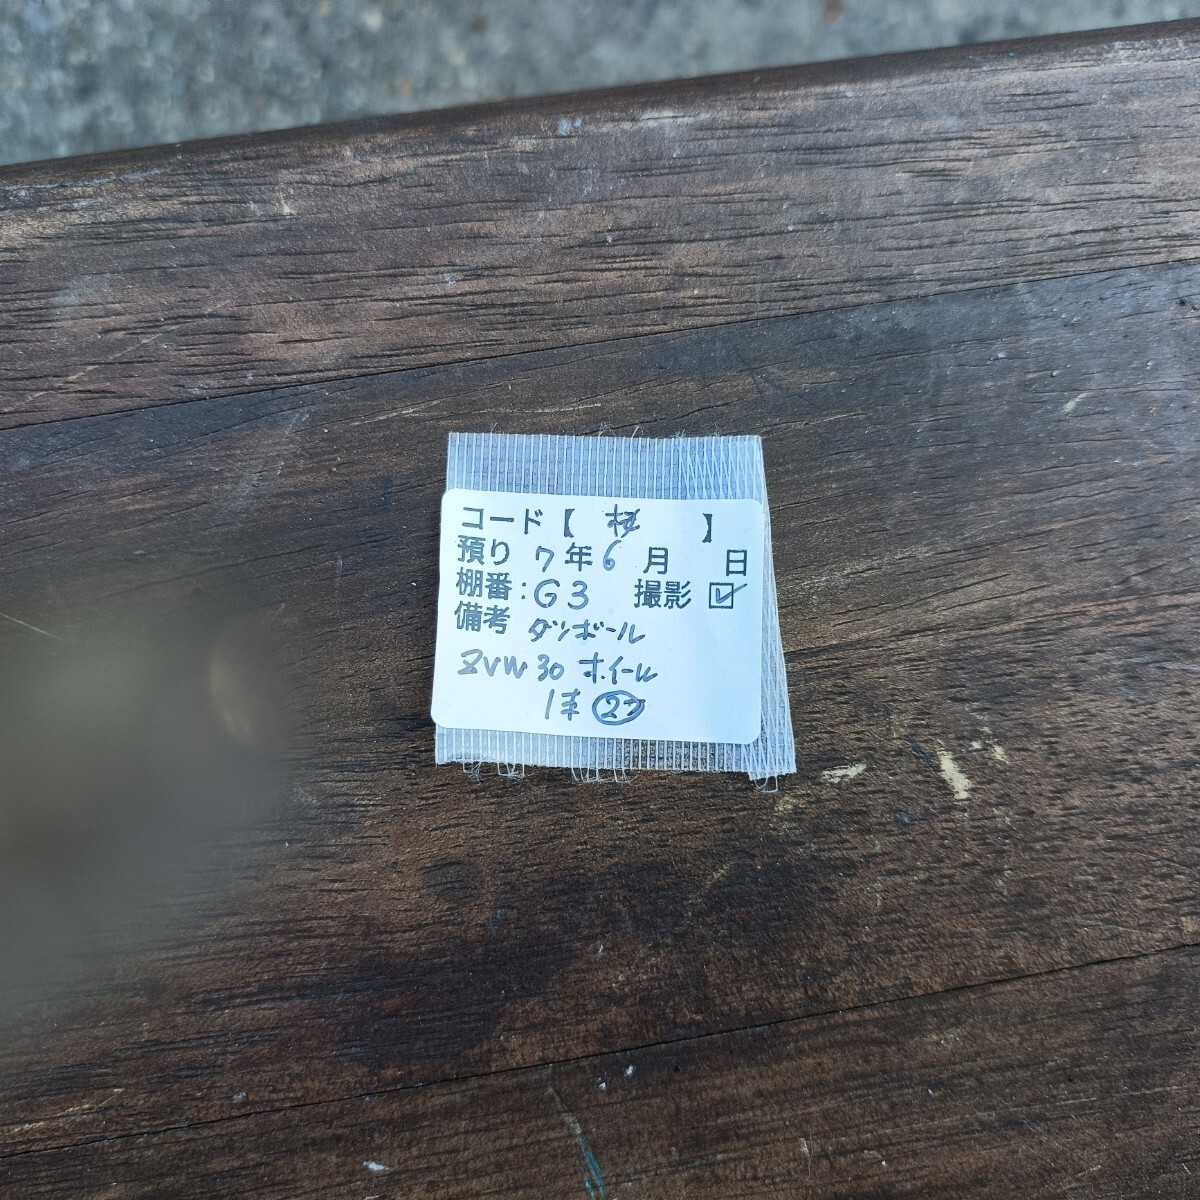 コード【 】
預り 7年6月 日
棚番:G3 撮影☑
備考 ダンボール
ZVW30 ホイール
1本 ②